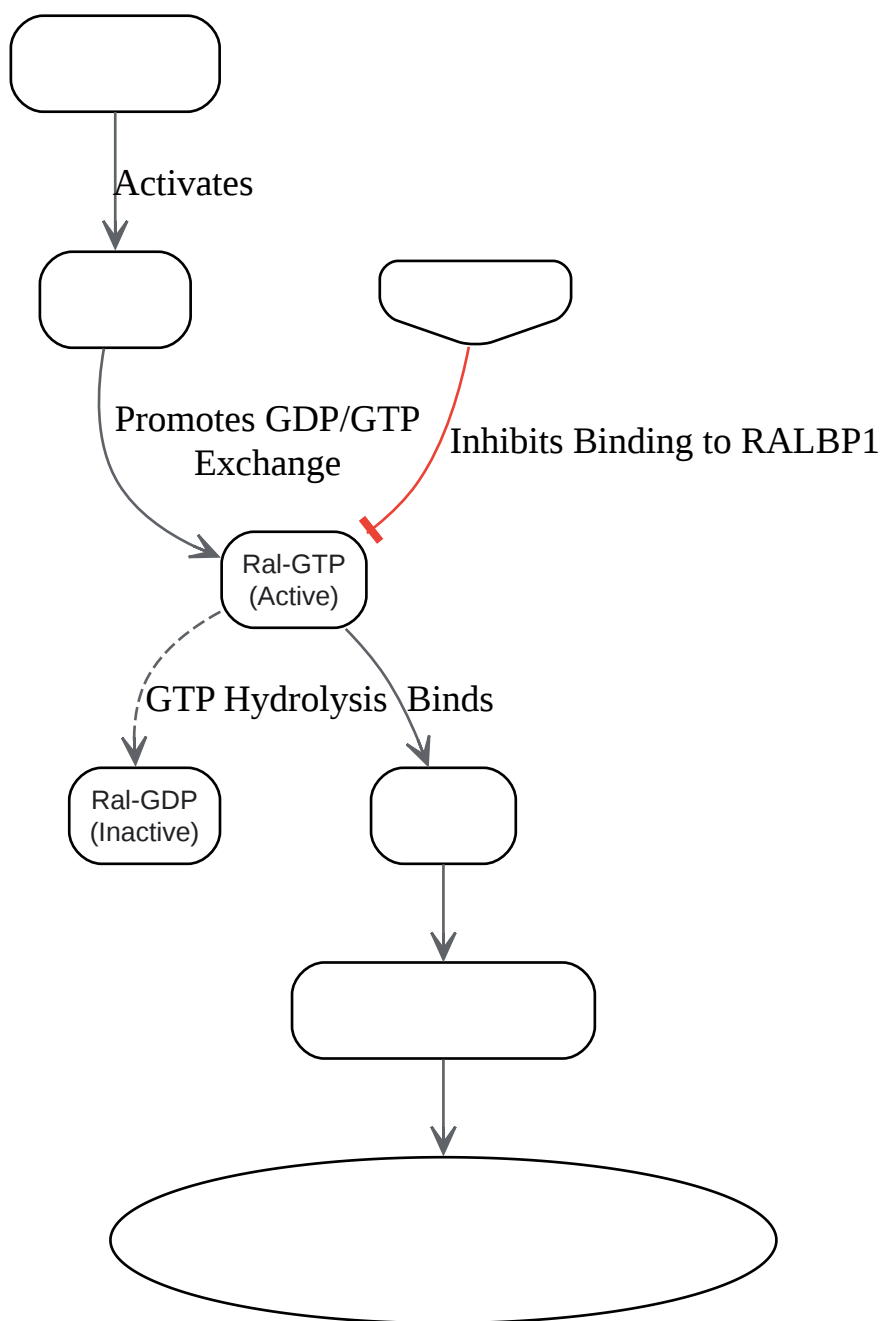 Activates
Promotes GDP/GTP
Exchange
Inhibits Binding to RALBP1
Ral-GTP
(Active)
GTP Hydrolysis
Binds
Ral-GDP
(Inactive)